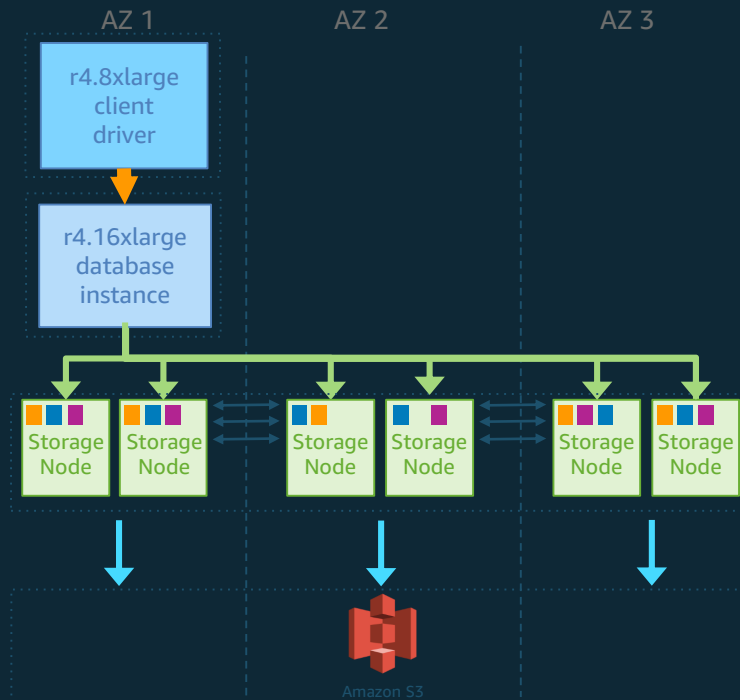 AZ 1
AZ 2
AZ 3
r4.8xlarge
client
driver
r4.16xlarge
database
instance
Storage
Node
Storage
Node
Storage
Node
Storage
Node
Storage
Node
Storage
Node
Amazon S3